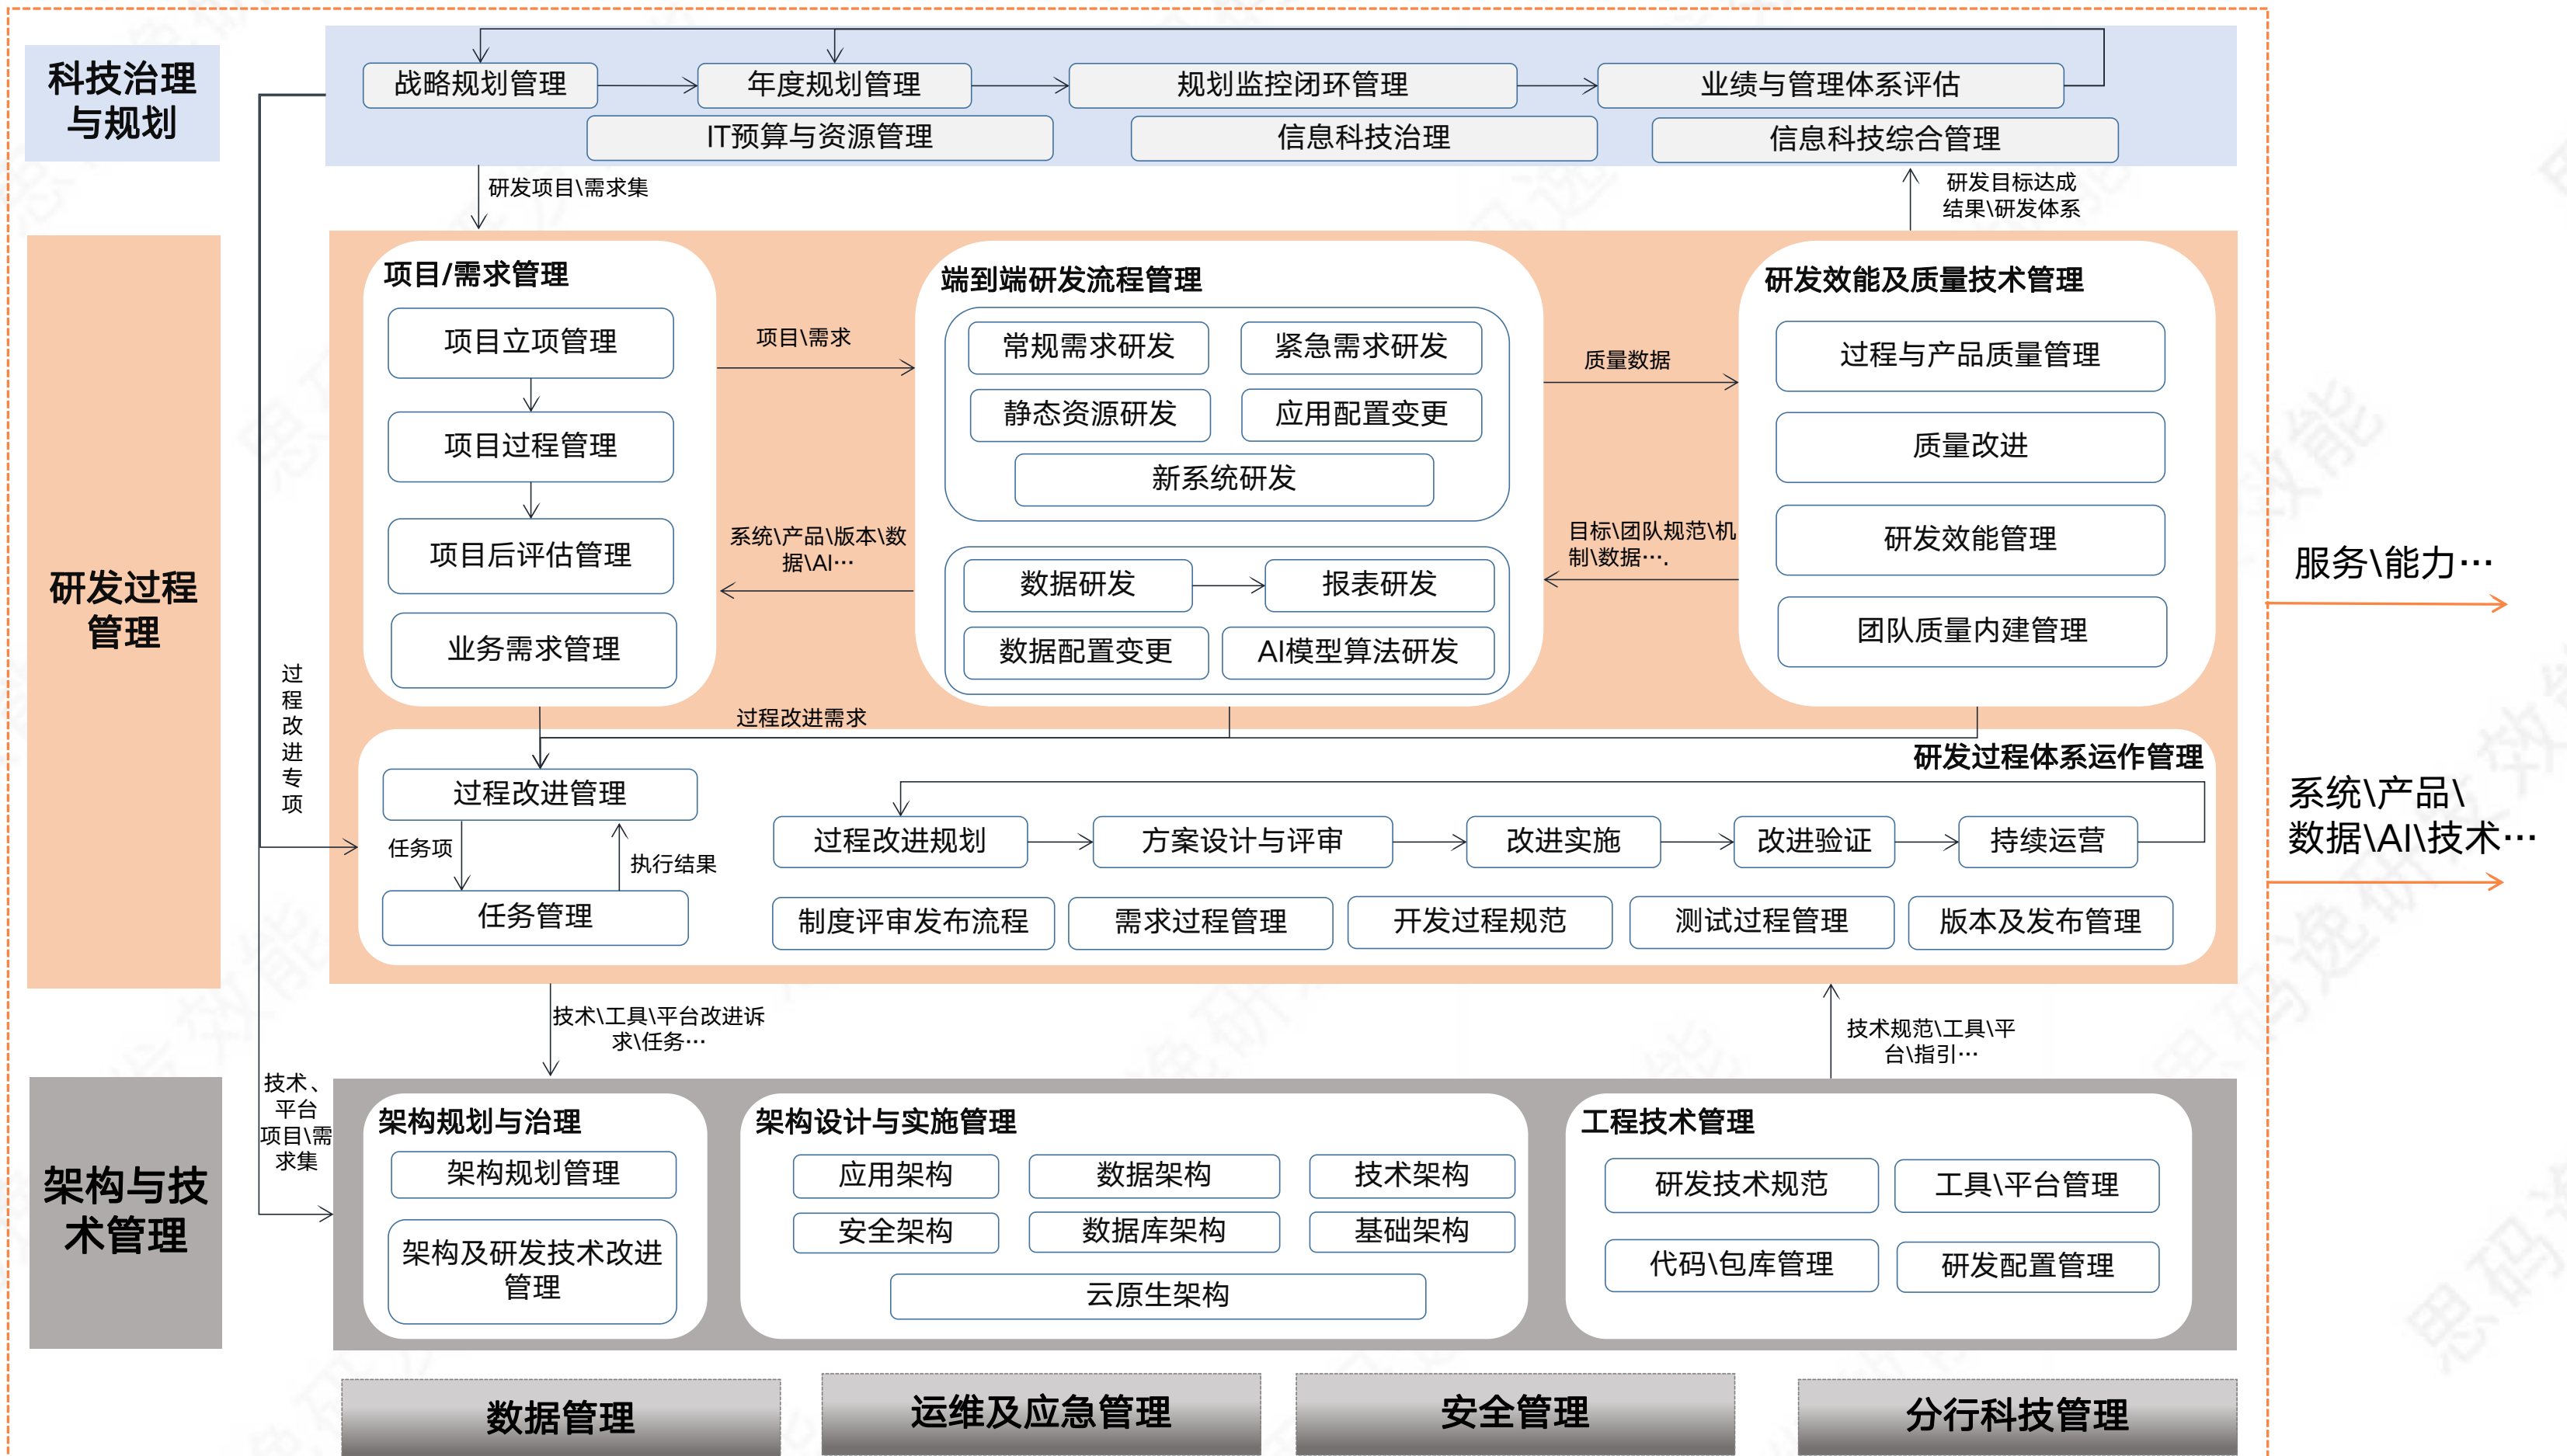 科技治理
与规划
战略规划管理
年度规划管理
规划监控闭环管理
业绩与管理体系评估
IT预算与资源管理
信息科技治理
信息科技综合管理
研发项目\需求集
研发目标达成
结果\研发体系
研发过程
管理
项目/需求管理
项目立项管理
项目过程管理
项目后评估管理
业务需求管理
项目\需求
系统\产品\版本\数
据\AI…
端到端研发流程管理
常规需求研发
紧急需求研发
静态资源研发
应用配置变更
新系统研发
数据研发
报表研发
数据配置变更
AI模型算法研发
质量数据
目标\团队规范\机
制\数据….
研发效能及质量技术管理
过程与产品质量管理
质量改进
研发效能管理
团队质量内建管理
过程改进需求
过
程
改
进
专
项
研发过程体系运作管理
过程改进管理
任务项
执行结果
任务管理
过程改进规划
方案设计与评审
改进实施
改进验证
持续运营
制度评审发布流程
需求过程管理
开发过程规范
测试过程管理
版本及发布管理
服务\能力…
系统\产品\
数据\AI\技术…
技术\工具\平台改进诉
求\任务…
技术规范\工具\平
台\指引…
技术、
平台
项目\需
求集
架构与技
术管理
架构规划与治理
架构规划管理
架构及研发技术改进
管理
架构设计与实施管理
应用架构
数据架构
技术架构
安全架构
数据库架构
基础架构
云原生架构
工程技术管理
研发技术规范
工具\平台管理
代码\包库管理
研发配置管理
数据管理
运维及应急管理
安全管理
分行科技管理
思码逸研发效能